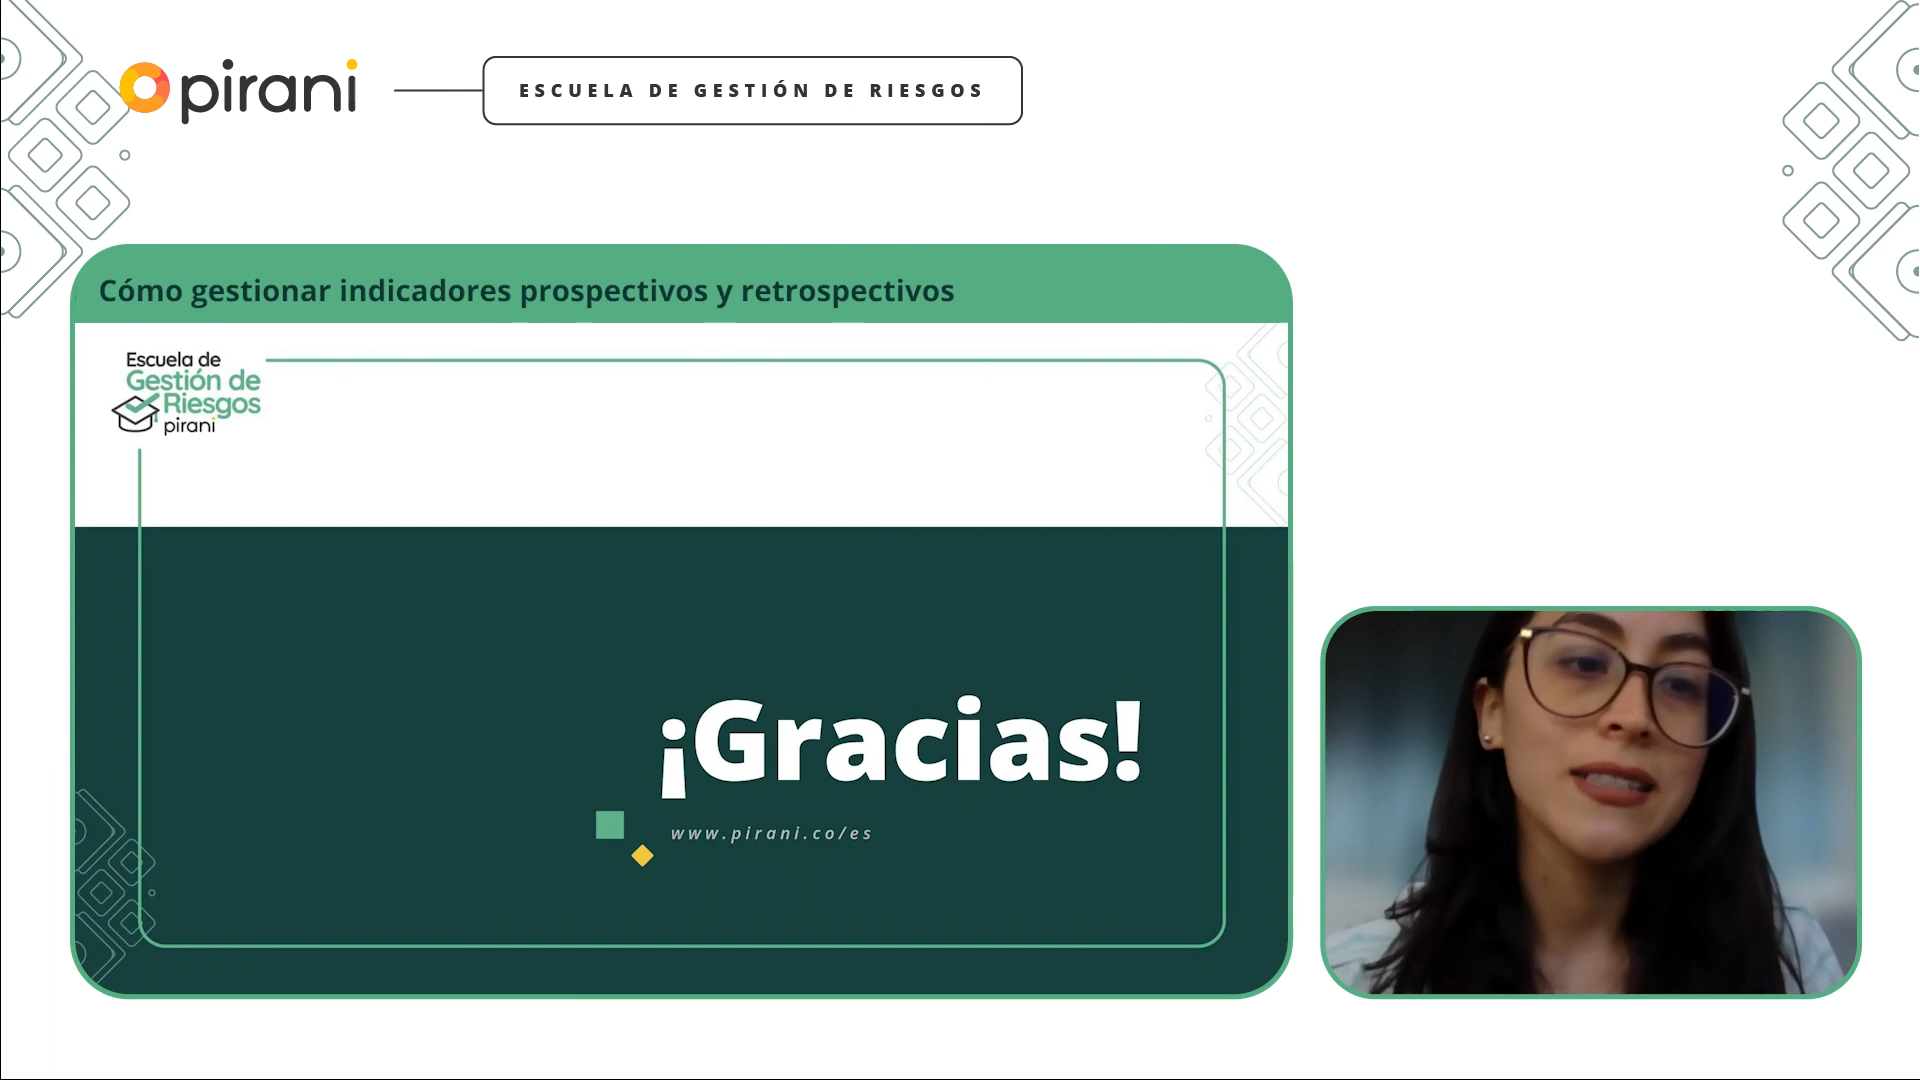 pirani
ESCUELA DE GESTIÓN DE RIESGOS
Cómo gestionar indicadores prospectivos y retrospectivos
Escuela de
Gestión de
Riesgos
pirani
¡Gracias!
www.pirani.co/es